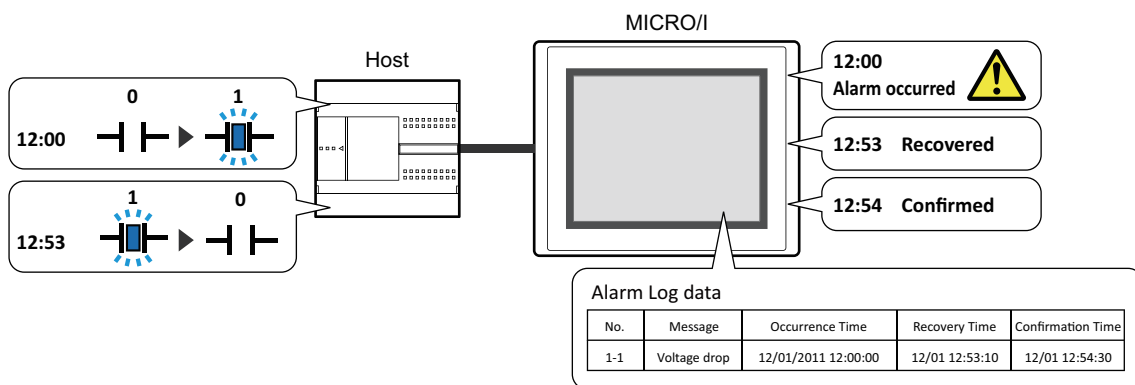 MICRO/I
Host
0 1
12:00
1 0
12:53
12:00
Alarm occurred
12:53 Recovered
12:54 Confirmed
Alarm Log data
No. Message Occurrence Time Recovery Time Confirmation Time
1-1 Voltage drop 12/01/2011 12:00:00 12/01 12:53:10 12/01 12:54:30